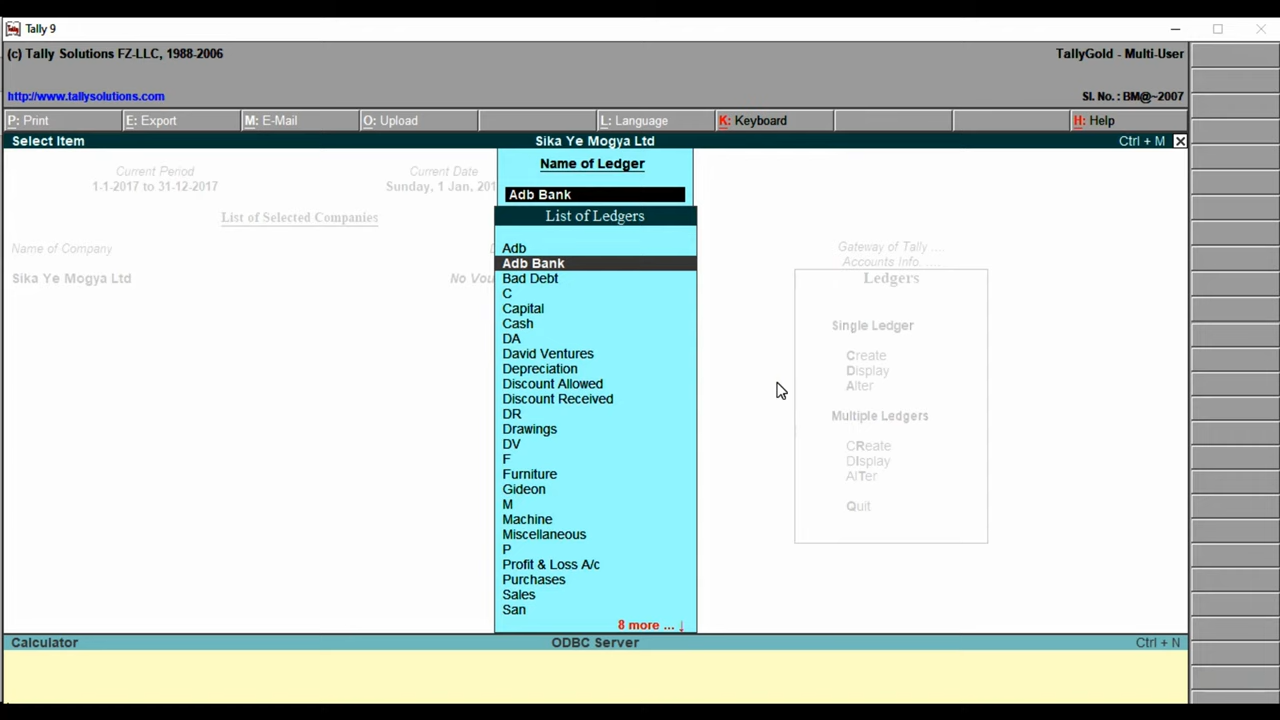 Tally 9
(c) Tally Solutions FZ-LLC, 1988-2006
TallyGold - Multi-User
http://www.tallysolutions.com
Sl. No. : BM@~2007
P: Print E: Export M: E-Mail O: Upload L: Language K: Keyboard H: Help
Select Item Sika Ye Mogya Ltd Ctrl + M
Name of Ledger
Adb Bank
List of Ledgers
Adb
Adb Bank
Bad Debt
C
Capital
Cash
DA
David Ventures
Depreciation
Discount Allowed
Discount Received
DR
Drawings
DV
F
Furniture
Gideon
M
Machine
Miscellaneous
P
Profit & Loss A/c
Purchases
Sales
San
8 more ... ↓
Current Period
1-1-2017 to 31-12-2017
Current Date
Sunday, 1 Jan, 201
List of Selected Companies
Name of Company
Sika Ye Mogya Ltd
No Vou
Gateway of Tally ....
Accounts Info. ....
Ledgers
Single Ledger
Create
Display
Alter
Multiple Ledgers
CReate
DIsplay
AlTer
Quit
Calculator ODBC Server Ctrl + N